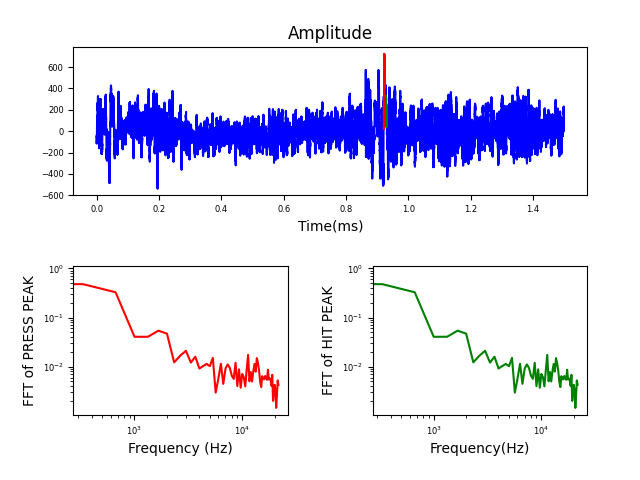 Amplitude
600
400
200
0
−200
−400
−600
0.0 0.2 0.4 0.6 0.8 1.0 1.2 1.4
Time(ms)
FFT of PRESS PEAK
10⁰
10⁻¹
10⁻²
10³ 10⁴
Frequency (Hz)
FFT of HIT PEAK
10⁰
10⁻¹
10⁻²
10³ 10⁴
Frequency(Hz)